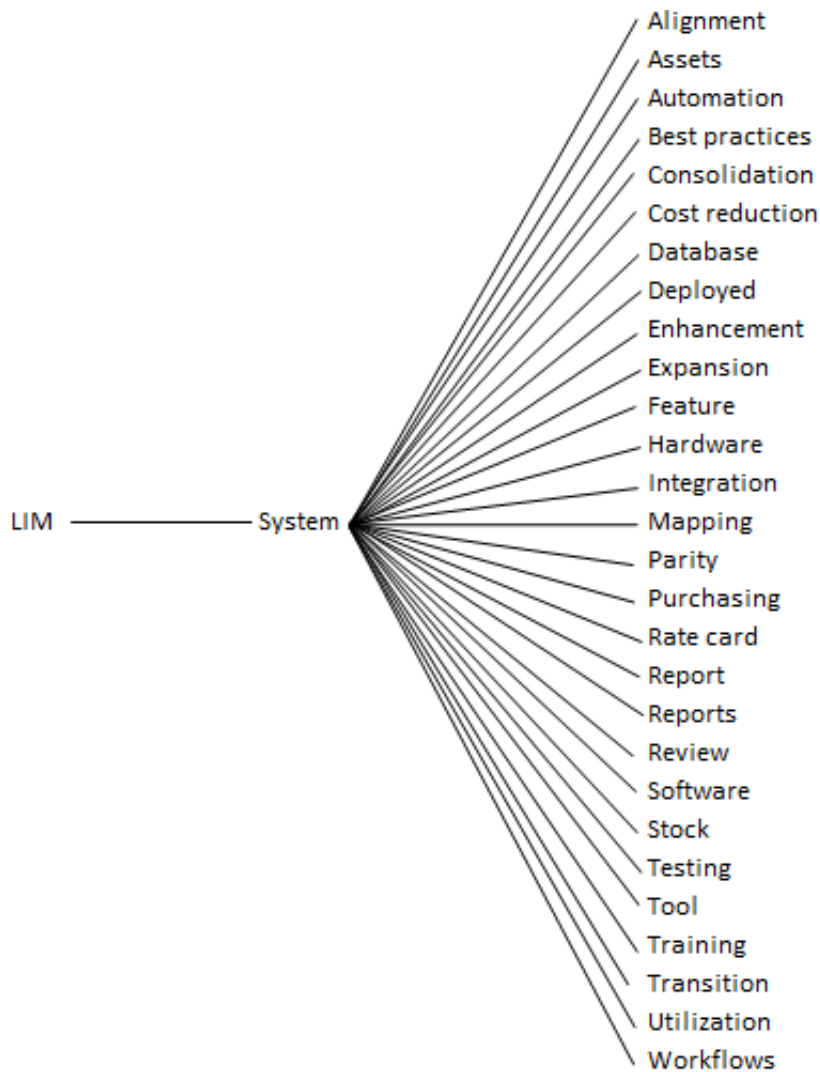 Alignment
Assets
Automation
Best practices
Consolidation
Cost reduction
Database
Deployed
Enhancement
Expansion
Feature
Hardware
Integration
LIM System Mapping
Parity
Purchasing
Rate card
Report
Reports
Review
Software
Stock
Testing
Tool
Training
Transition
Utilization
Workflows